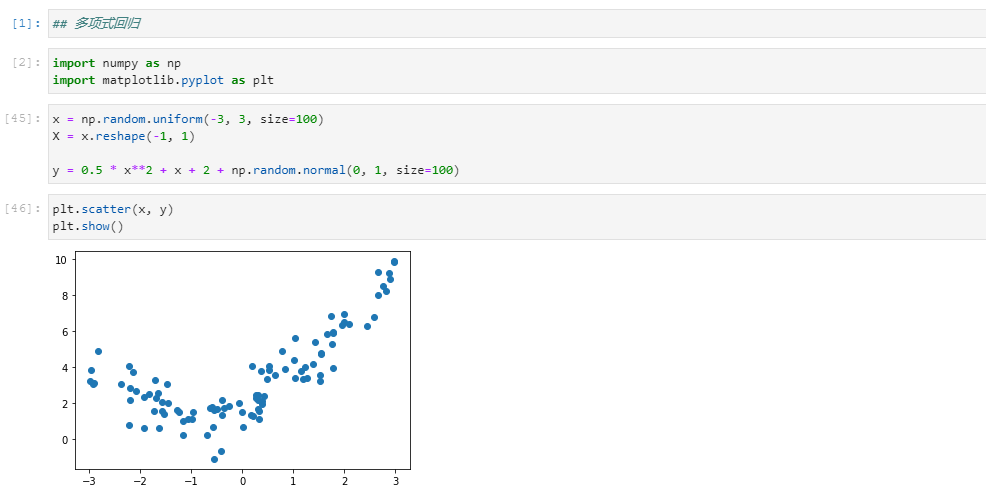 [1]: ## 多项式回归
[2]: import numpy as np
import matplotlib.pyplot as plt
[45]: x = np.random.uniform(-3, 3, size=100)
X = x.reshape(-1, 1)
y = 0.5 * x**2 + x + 2 + np.random.normal(0, 1, size=100)
[46]: plt.scatter(x, y)
plt.show()
10
8
6
4
2
0
−3 −2 −1 0 1 2 3